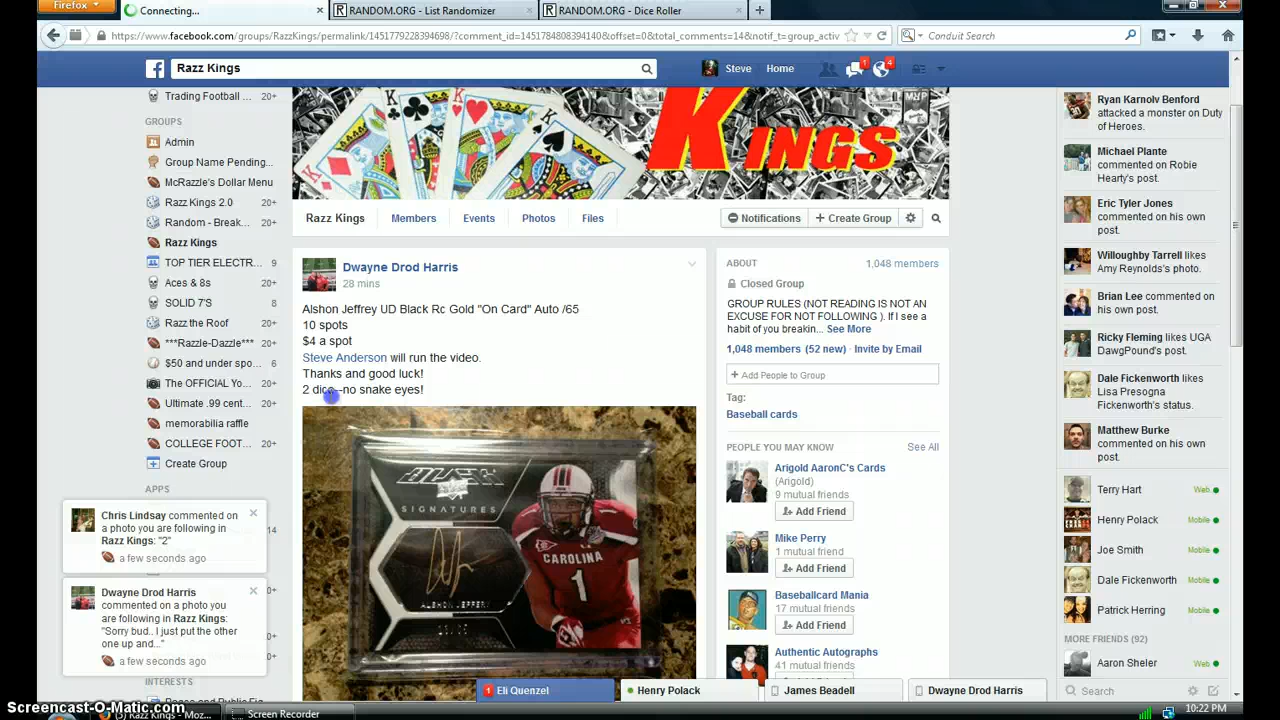 Firefox
Connecting...
RANDOM.ORG - List Randomizer
RANDOM.ORG - Dice Roller
https://www.facebook.com/groups/RazzKings/permalink/1451779228394698/?comment_id=1451784808394140&offset=0&total_comments=14&notif_t=group_activ
Conduit Search
Razz Kings
Steve
Home
1
4
Trading Football ... 20+
GROUPS
Admin
Group Name Pending...
McRazzle's Dollar Menu
Razz Kings 2.0 20+
Random - Break... 20+
Razz Kings
TOP TIER ELECTR... 9
Aces & 8s 20+
SOLID 7'S 8
Razz the Roof 20+
***Razzle-Dazzle*** 20+
$50 and under spo... 20+
The OFFICIAL Yo... 20+
Ultimate .99 cent... 20+
memorabilia raffle
COLLEGE FOOT... 20+
Create Group
APPS
Chris Lindsay commented on
a photo you are following in
Razz Kings: "2"
a few seconds ago
14
Dwayne Drod Harris
commented on a photo you
are following in Razz Kings:
"Sorry bud.. I just put the other
one up and..."
a few seconds ago
INTERESTS
KINGS
Razz Kings
Members
Events
Photos
Files
Notifications
+ Create Group
Dwayne Drod Harris
28 mins
Alshon Jeffrey UD Black Rc Gold "On Card" Auto /65
10 spots
$4 a spot
Steve Anderson will run the video.
Thanks and good luck!
2 dice--no snake eyes!
SIGNATURES
CAROLINA
1
ALSHON JEFFERY
ABOUT
1,048 members
Closed Group
GROUP RULES (NOT READING IS NOT AN
EXCUSE FOR NOT FOLLOWING ). If I see a
habit of you breakin... See More
1,048 members (52 new) · Invite by Email
+ Add People to Group
Tag:
Baseball cards
PEOPLE YOU MAY KNOW
See All
Arigold AaronC's Cards
(Arigold)
9 mutual friends
Add Friend
Mike Perry
1 mutual friend
Add Friend
Baseballcard Mania
17 mutual friends
Add Friend
Authentic Autographs
41 mutual friends
Add Friend
Ryan Karnolv Benford
attacked a monster on Duty
of Heroes.
Michael Plante
commented on Robie
Hearty's post.
Eric Tyler Jones
commented on his own
post.
Willoughby Tarrell likes
Amy Reynolds's photo.
Brian Lee commented on
his own post.
Ricky Fleming likes UGA
DawgPound's post.
Dale Fickenworth likes
Lisa Presogna
Fickenworth's status.
Matthew Burke
commented on his own
post.
Terry Hart Web
Henry Polack Mobile
Joe Smith Mobile
Dale Fickenworth Mobile
Patrick Herring Mobile
MORE FRIENDS (92)
Aaron Sheler Web
Search
1 Eli Quenzel
Henry Polack
James Beadell
Dwayne Drod Harris
Screencast-O-Matic.com
(3) Razz Kings - Moz...
Screen Recorder
10:22 PM